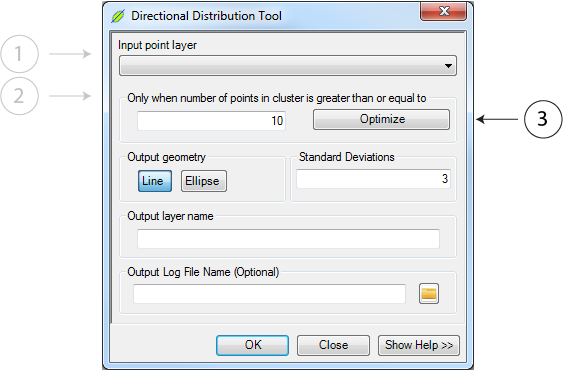 Directional Distribution Tool
1
Input point layer
2
Only when number of points in cluster is greater than or equal to
10
Optimize
3
Output geometry
Standard Deviations
Line
Ellipse
3
Output layer name
Output Log File Name (Optional)
OK
Close
Show Help >>